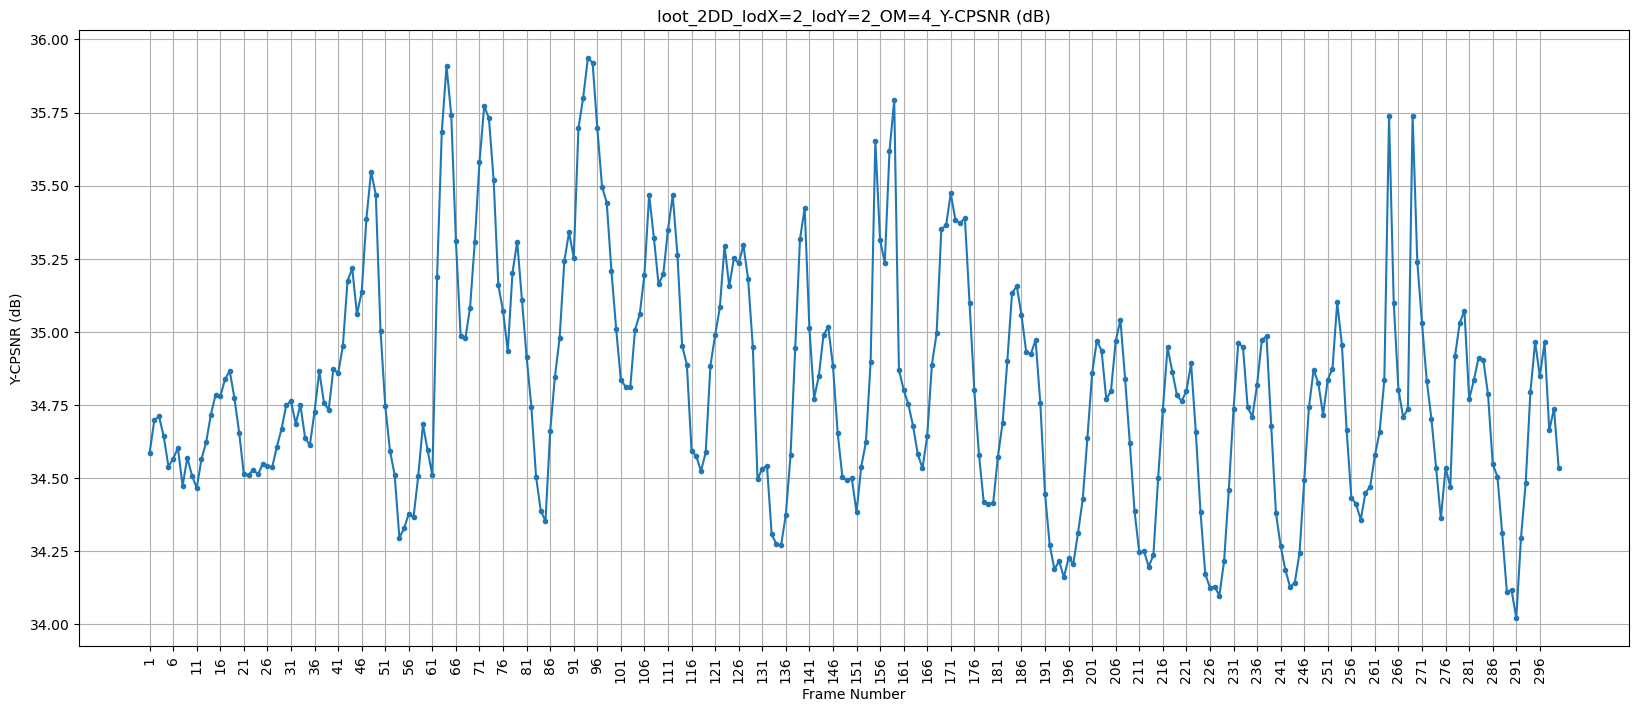 loot_2DD_lodX=2_lodY=2_OM=4_Y-CPSNR (dB)
Y-CPSNR (dB)
36.00
35.75
35.50
35.25
35.00
34.75
34.50
34.25
34.00
1 6 11 16 21 26 31 36 41 46 51 56 61 66 71 76 81 86 91 96 101 106 111 116 121 126 131 136 141 146 151 156 161 166 171 176 181 186 191 196 201 206 211 216 221 226 231 236 241 246 251 256 261 266 271 276 281 286 291 296
Frame Number